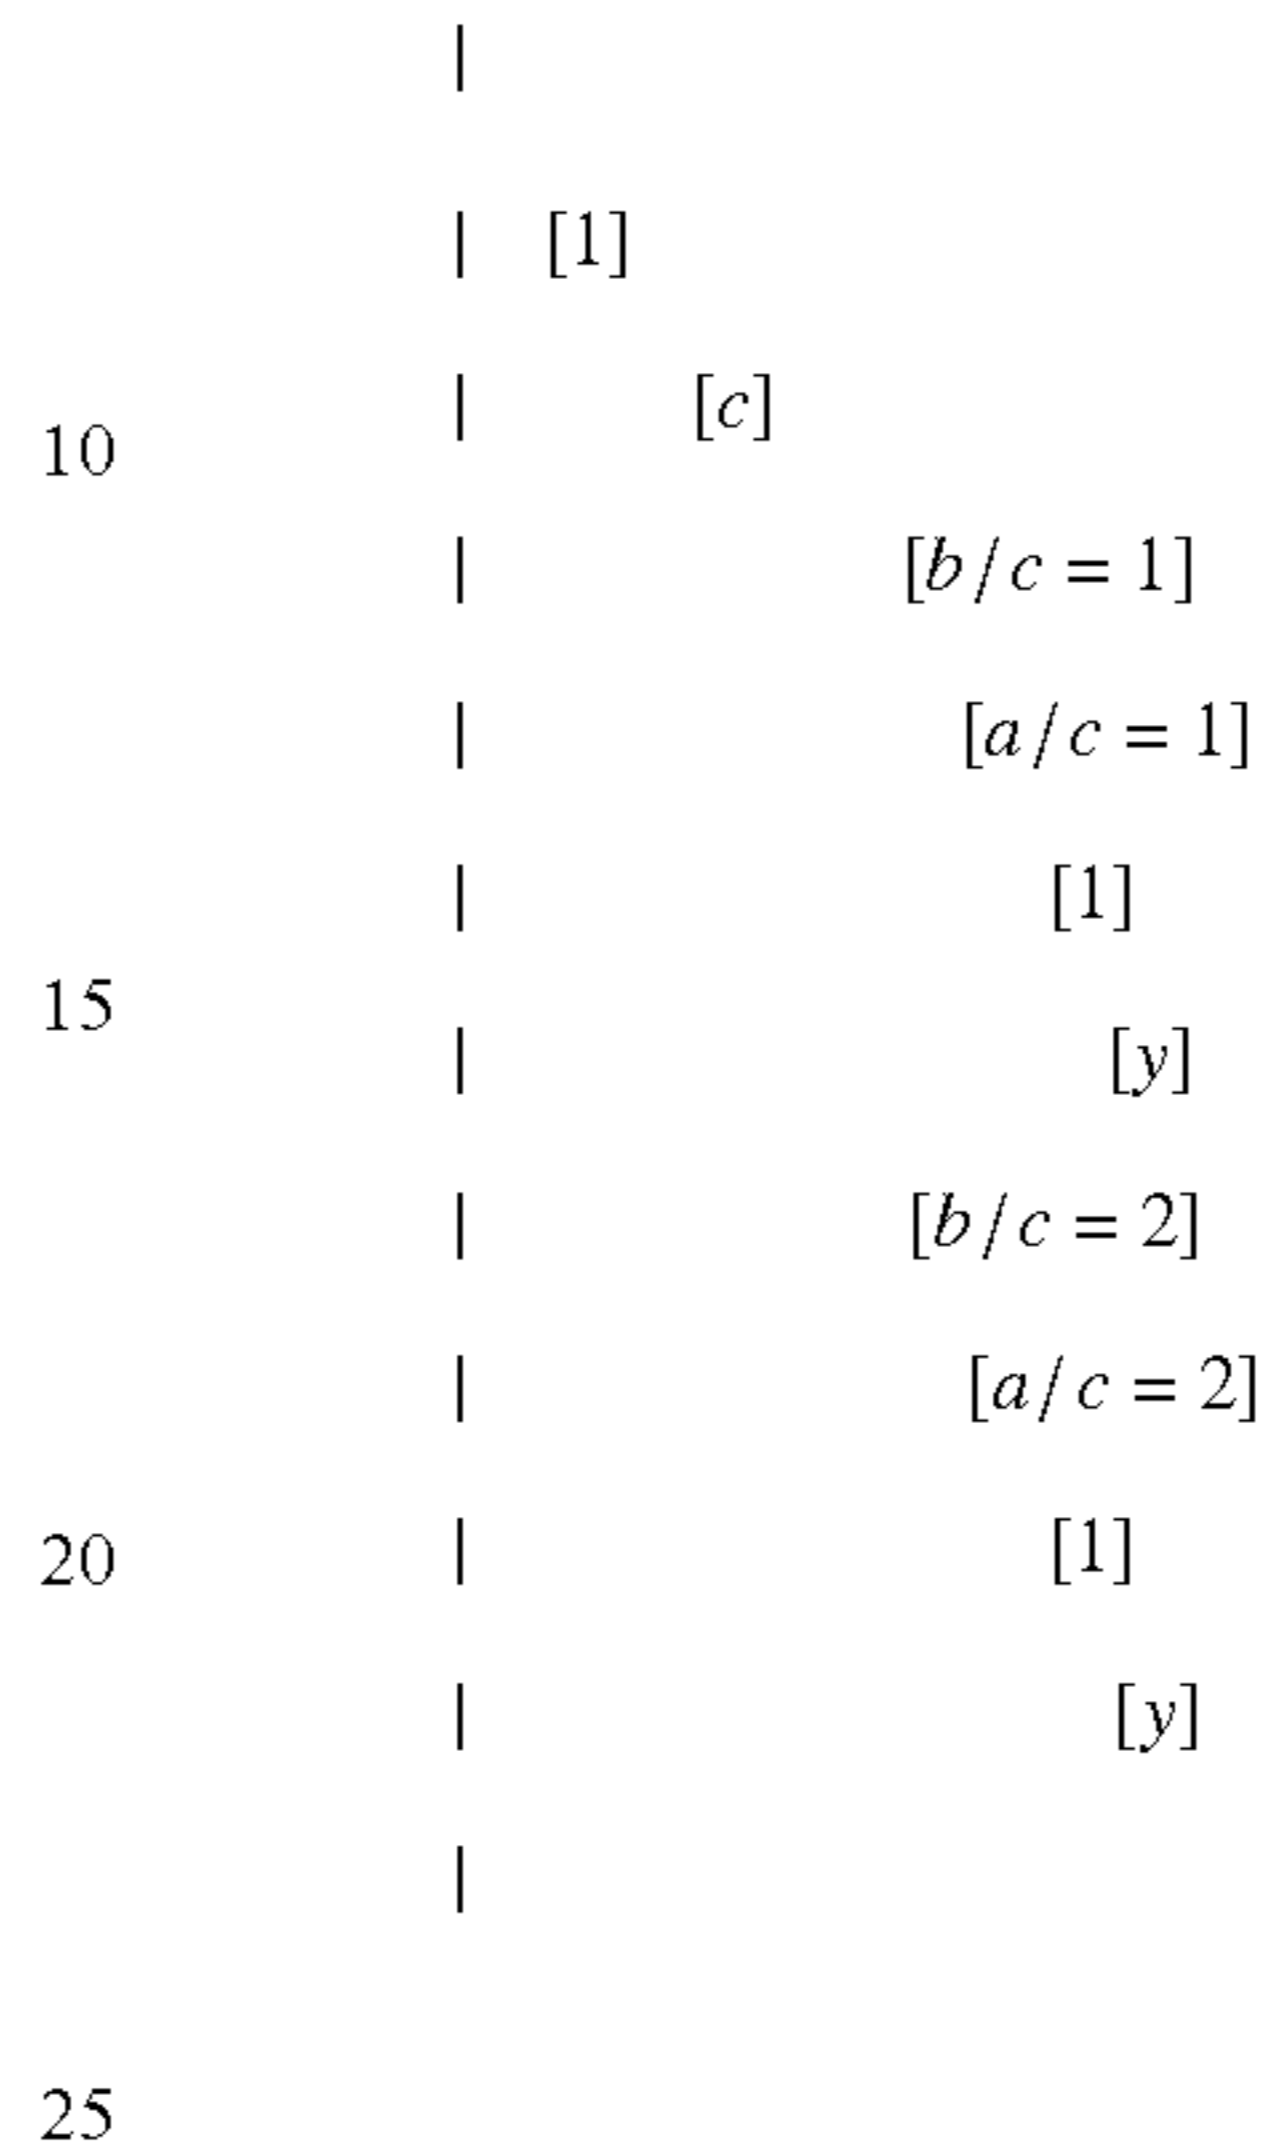 |
| [1]
| [c]
10
| [b/c = 1]
| [a/c = 1]
| [1]
15
| [y]
| [b/c = 2]
| [a/c = 2]
20
| [1]
| [y]
|
25